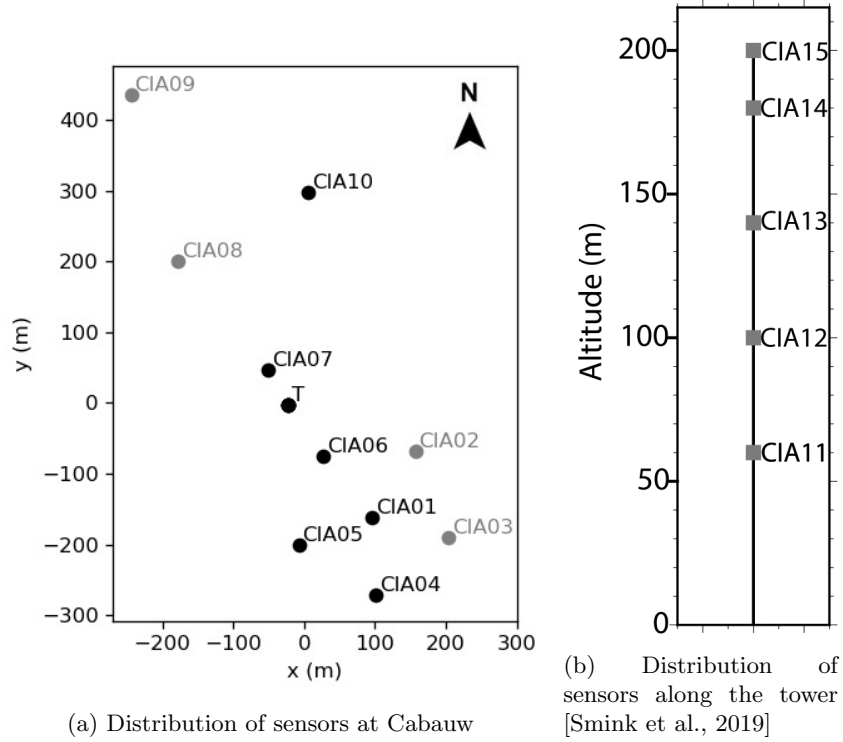 CIA09
400
N
CIA10
300
CIA08
200
100
CIA07
T
0
CIA06
CIA02
−100
CIA01
CIA03
CIA05
−200
CIA04
−300
−200
−100
0
100
200
300
x (m)
y (m)
(a) Distribution of sensors at Cabauw
200
CIA15
CIA14
150
CIA13
100
CIA12
CIA11
50
0
Altitude (m)
(b) Distribution of
sensors along the tower
[Smink et al., 2019]